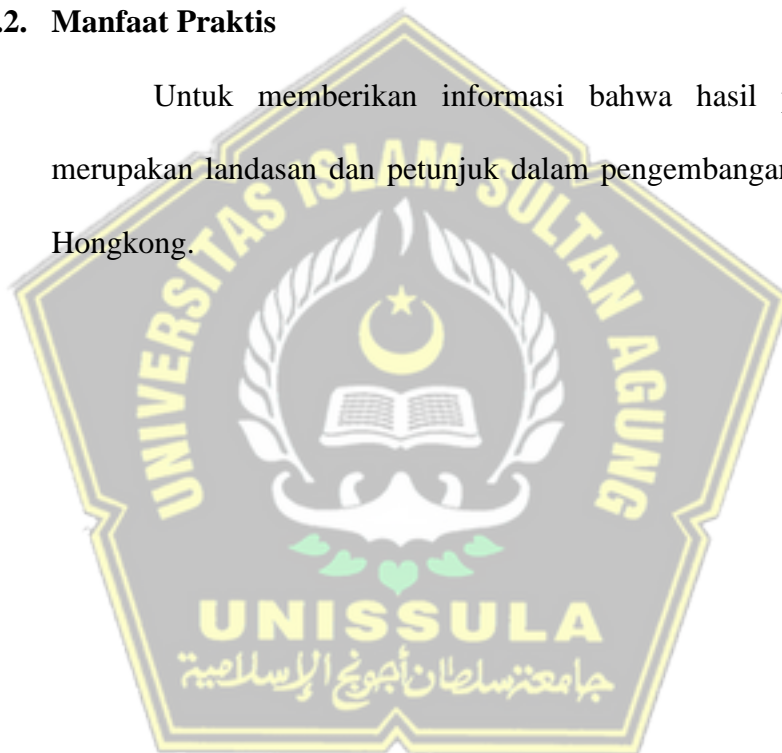 .2. Manfaat Praktis
Untuk memberikan informasi bahwa hasil
merupakan landasan dan petunjuk dalam pengembangan
Hongkong.
UNIVERSITAS ISLAM SULTAN AGUNG
UNISSULA
جامعة سلطان أجونج الإسلامية